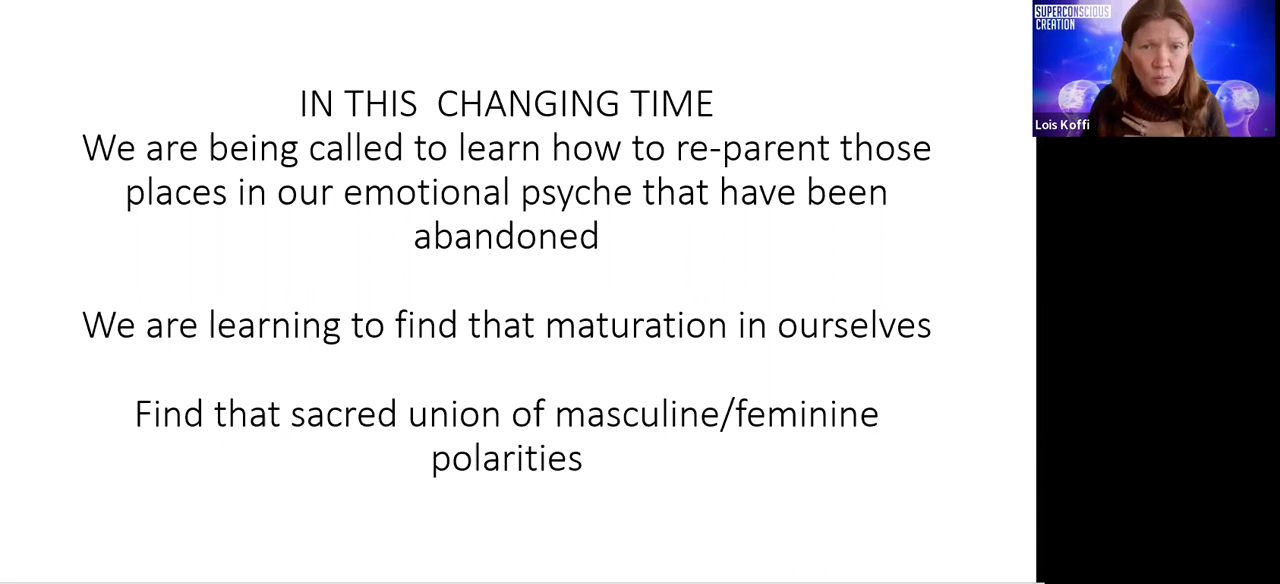 IN THIS  CHANGING TIME
We are being called to learn how to re-parent those
places in our emotional psyche that have been
abandoned
We are learning to find that maturation in ourselves
Find that sacred union of masculine/feminine
polarities
SUPERCONSCIOUS
CREATION
Lois Koffi